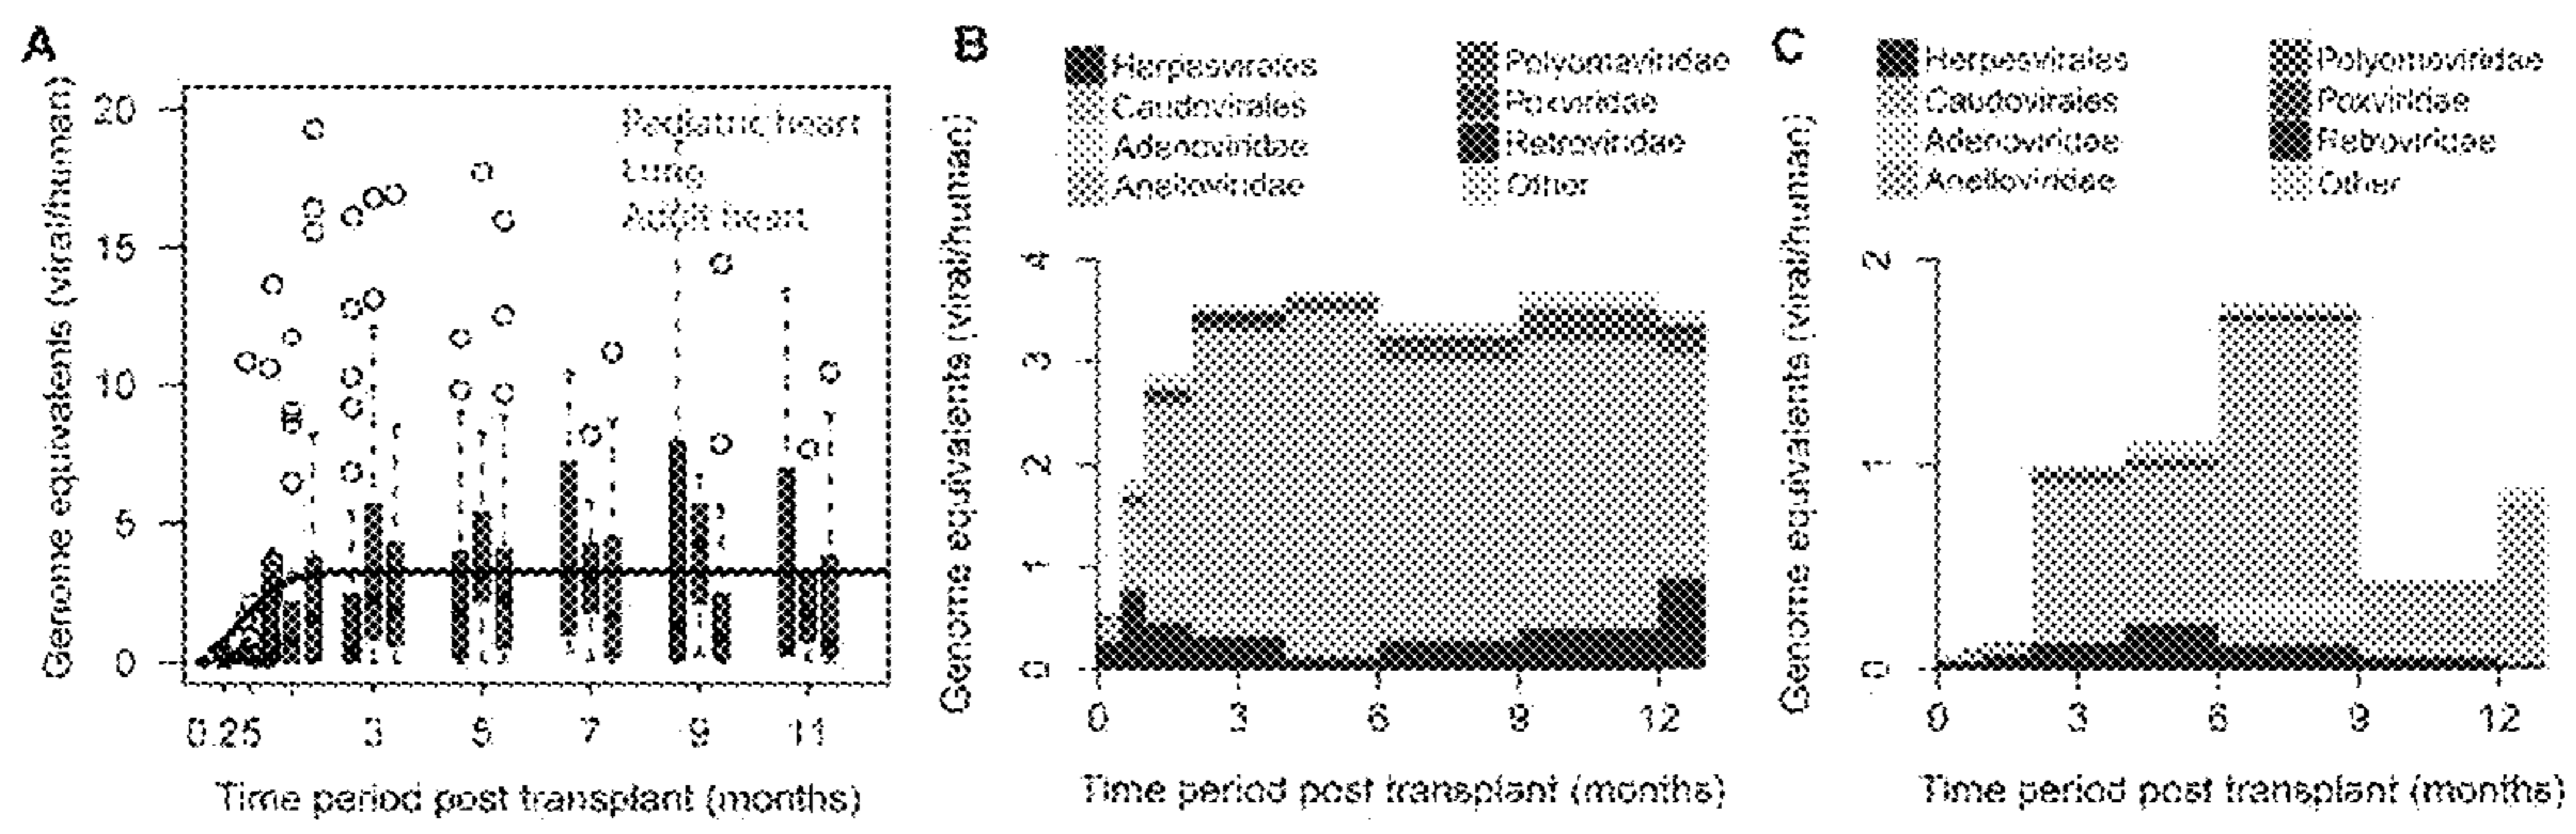 A
Genome equivalents (viral/human)
20
15
10
5
0
Pediatric heart
Lung
Adult heart
0.25 3 5 7 9 11
Time period post transplant (months)
B
Herpesvirales Polyomaviridae
Caudovirales Poxviridae
Adenoviridae Retroviridae
Anelloviridae Other
Genome equivalents (viral/human)
4
3
2
1
0
0 3 6 9 12
Time period post transplant (months)
C
Herpesvirales Polyomaviridae
Caudovirales Poxviridae
Adenoviridae Retroviridae
Anelloviridae Other
Genome equivalents (viral/human)
2
1
0
0 3 6 9 12
Time period post transplant (months)